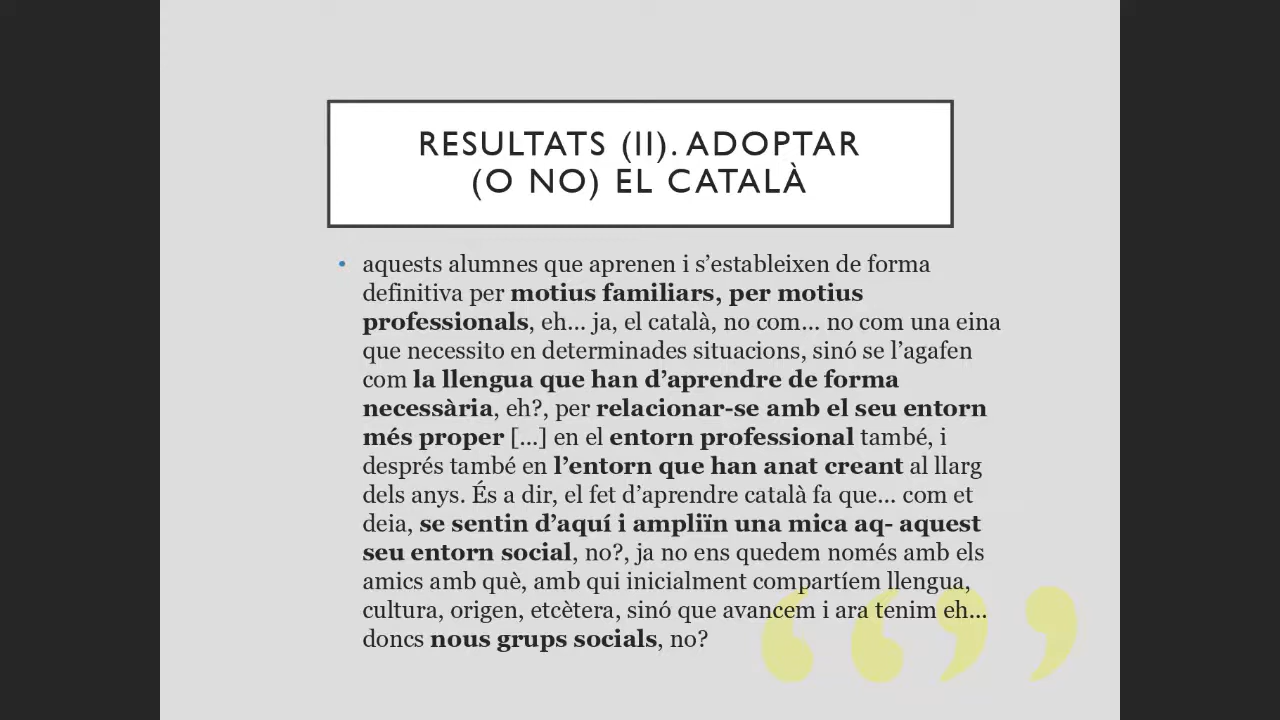 RESULTATS (II). ADOPTAR
(O NO) EL CATALÀ
• aquests alumnes que aprenen i s’estableixen de forma
definitiva per motius familiars, per motius
professionals, eh... ja, el català, no com... no com una eina
que necessito en determinades situacions, sinó se l’agafen
com la llengua que han d’aprendre de forma
necessària, eh?, per relacionar-se amb el seu entorn
més proper [...] en el entorn professional també, i
després també en l’entorn que han anat creant al llarg
dels anys. És a dir, el fet d’aprendre català fa que... com et
deia, se sentin d’aquí i ampliïn una mica aq- aquest
seu entorn social, no?, ja no ens quedem només amb els
amics amb què, amb qui inicialment compartíem llengua,
cultura, origen, etcètera, sinó que avancem i ara tenim eh...
doncs nous grups socials, no?